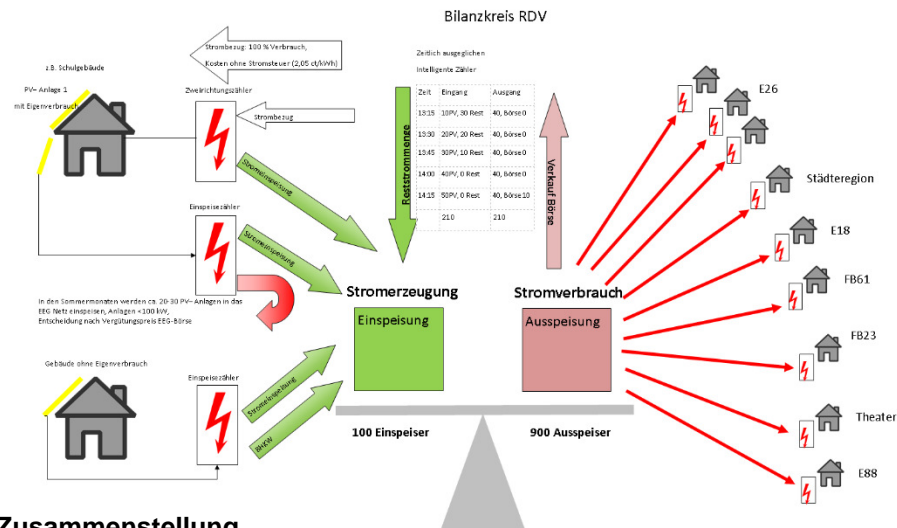 Bilanzkreis RDV
Strombezug: 100 % Verbrauch,
Kosten ohne Stromsteuer (2,05 ct/kWh)
z.B. Schulgebäude
PV– Anlage 1
mit Eigenverbrauch
Zweirichtungszähler
Strombezug
Stromeinspeisung
Einspeisezähler
Stromeinspeisung
In den Sommermonaten werden ca. 20-30 PV– Anlagen in das
EEG Netz einspeisen, Anlagen <100 kW,
Entscheidung nach Vergütungspreis EEG-Börse
Gebäude ohne Eigenverbrauch
Einspeisezähler
Stromeinspeisung
BHKW
Zeitlich ausgeglichen
Intelligente Zähler
Zeit Eingang Ausgang
13:15 10PV, 30 Rest 40, Börse 0
13:30 20PV, 20 Rest 40, Börse 0
13:45 30PV, 10 Rest 40, Börse 0
14:00 40PV, 0 Rest 40, Börse 0
14:15 50PV, 0 Rest 40, Börse 10
210 210
Reststrommenge
Verkauf Börse
Stromerzeugung
Einspeisung
100 Einspeiser
Stromverbrauch
Ausspeisung
900 Ausspeiser
E26
Städteregion
E18
FB61
FB23
Theater
E88
Zusammenstellung